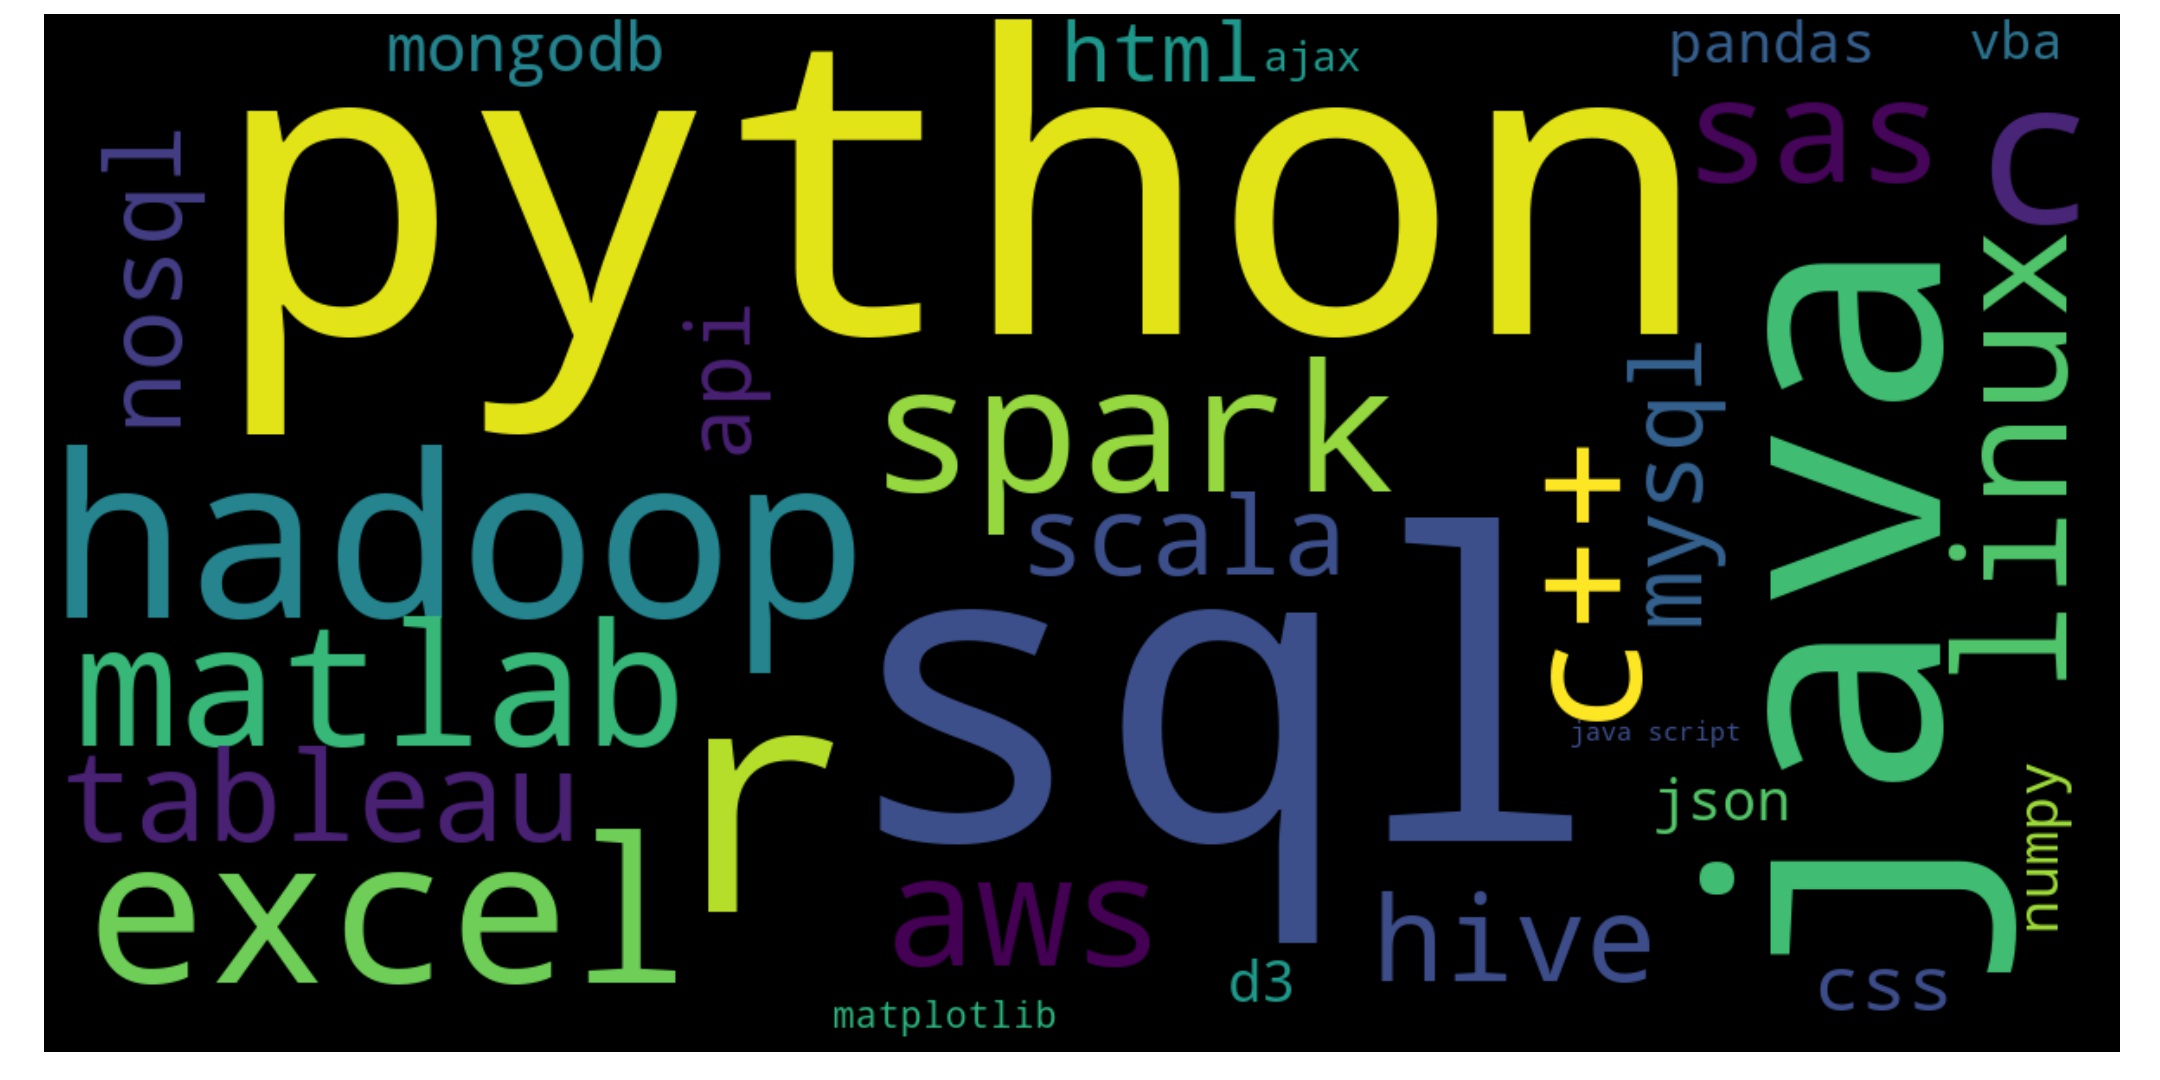 mongodb
html
ajax
pandas
vba
python
sas
c
nosql
api
spark
mysql
java
linux
hadoop
scala
c++
sql
matlab
r
java script
tableau
json
numpy
excel
aws
hive
d3
css
matplotlib